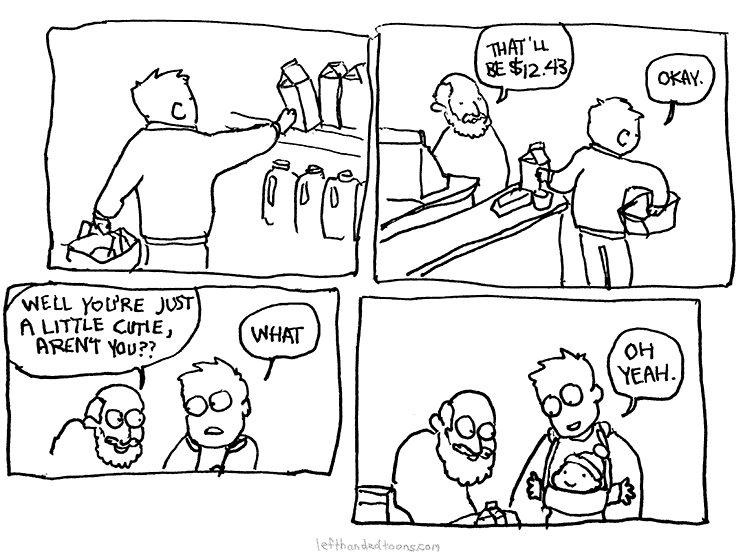 THAT'LL
BE $12.43
OKAY.
WELL YOU'RE JUST
A LITTLE CUTIE,
AREN'T YOU??
WHAT
OH
YEAH.
lefthandedtoons.com